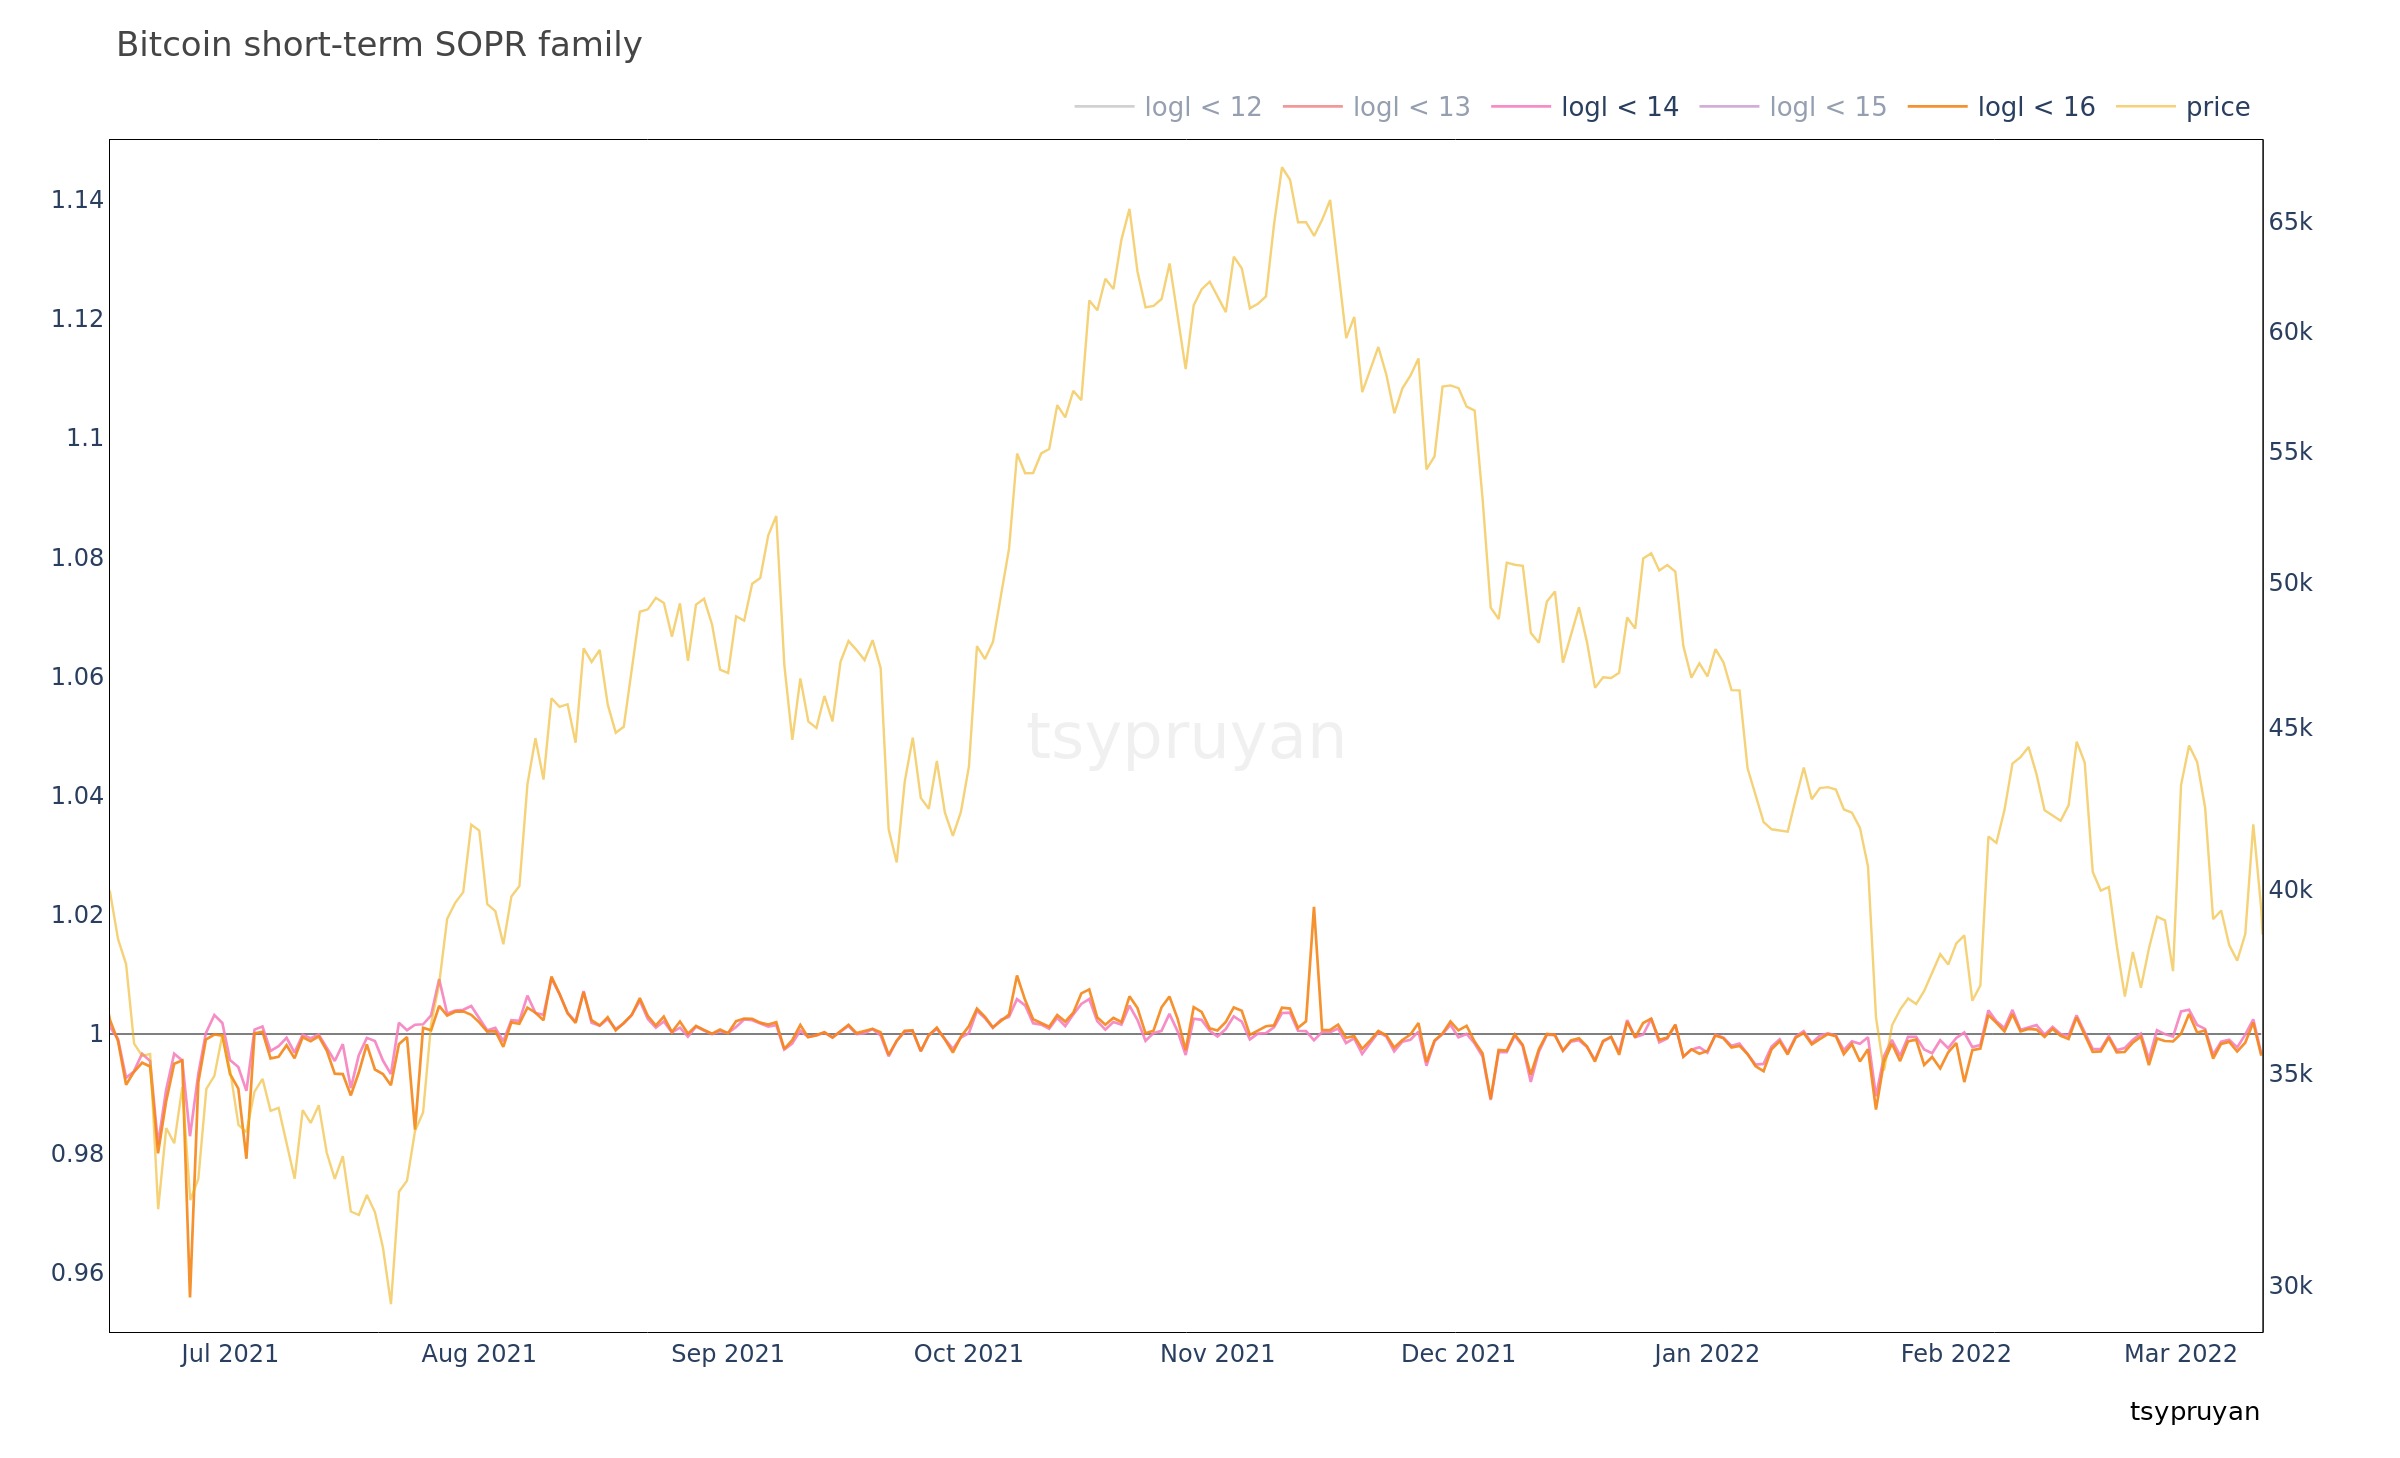 Bitcoin short-term SOPR family
logl < 12 logl < 13 logl < 14 logl < 15 logl < 16 price
1.14
65k
1.12
60k
1.1
55k
1.08
50k
1.06
tsypruyan
45k
1.04
40k
1.02
1
35k
0.98
0.96
30k
Jul 2021 Aug 2021 Sep 2021 Oct 2021 Nov 2021 Dec 2021 Jan 2022 Feb 2022 Mar 2022
tsypruyan